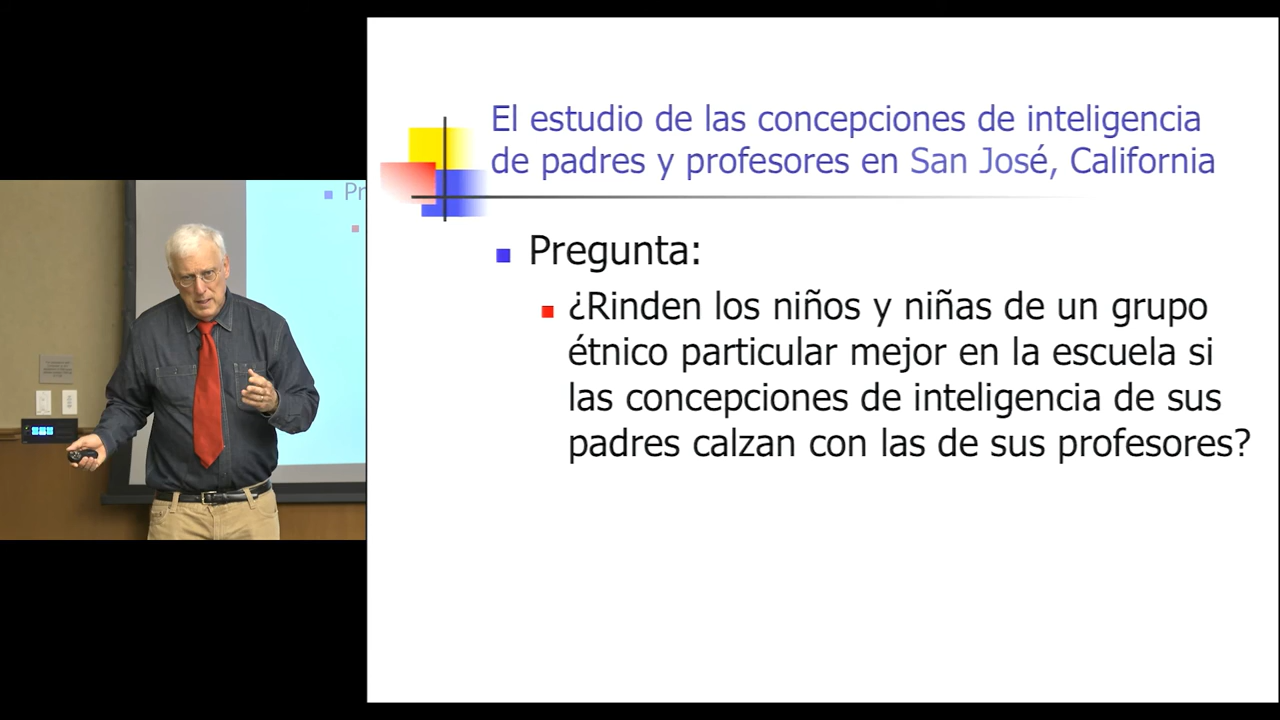 El estudio de las concepciones de inteligencia
de padres y profesores en San José, California
Pregunta:
¿Rinden los niños y niñas de un grupo
étnico particular mejor en la escuela si
las concepciones de inteligencia de sus
padres calzan con las de sus profesores?
Pr